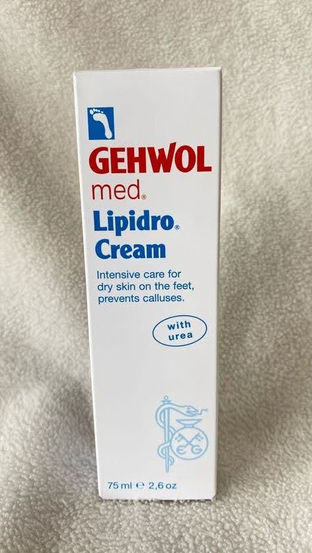 GEHWOL
med®
Lipidro®
Cream
Intensive care for
dry skin on the feet,
prevents calluses.
with
urea
75 ml ℮ 2,6 oz